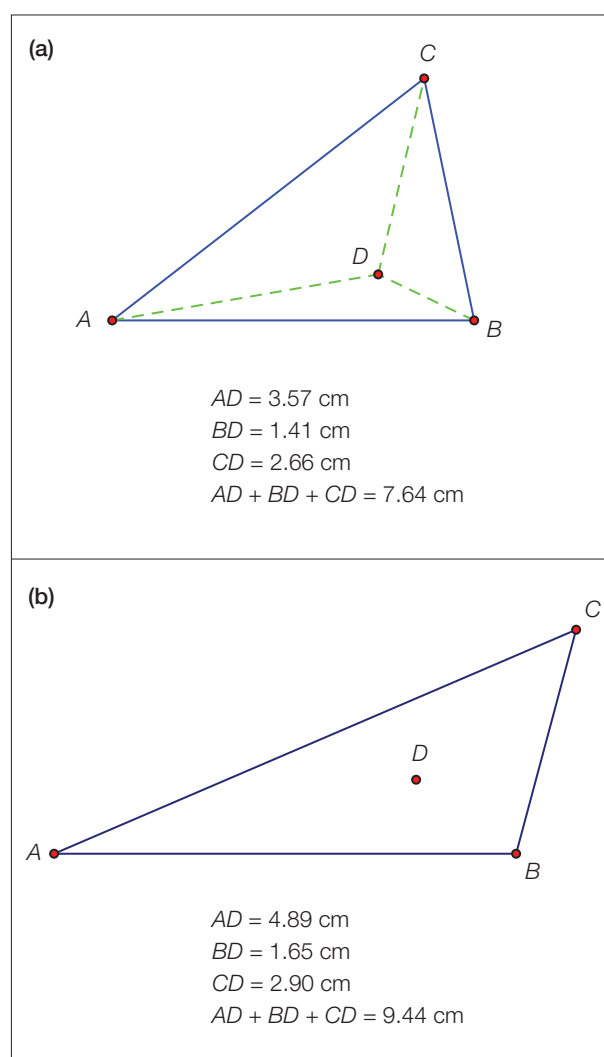 (a)
C
D
A
B
AD = 3.57 cm
BD = 1.41 cm
CD = 2.66 cm
AD + BD + CD = 7.64 cm
(b)
C
D
A
B
AD = 4.89 cm
BD = 1.65 cm
CD = 2.90 cm
AD + BD + CD = 9.44 cm